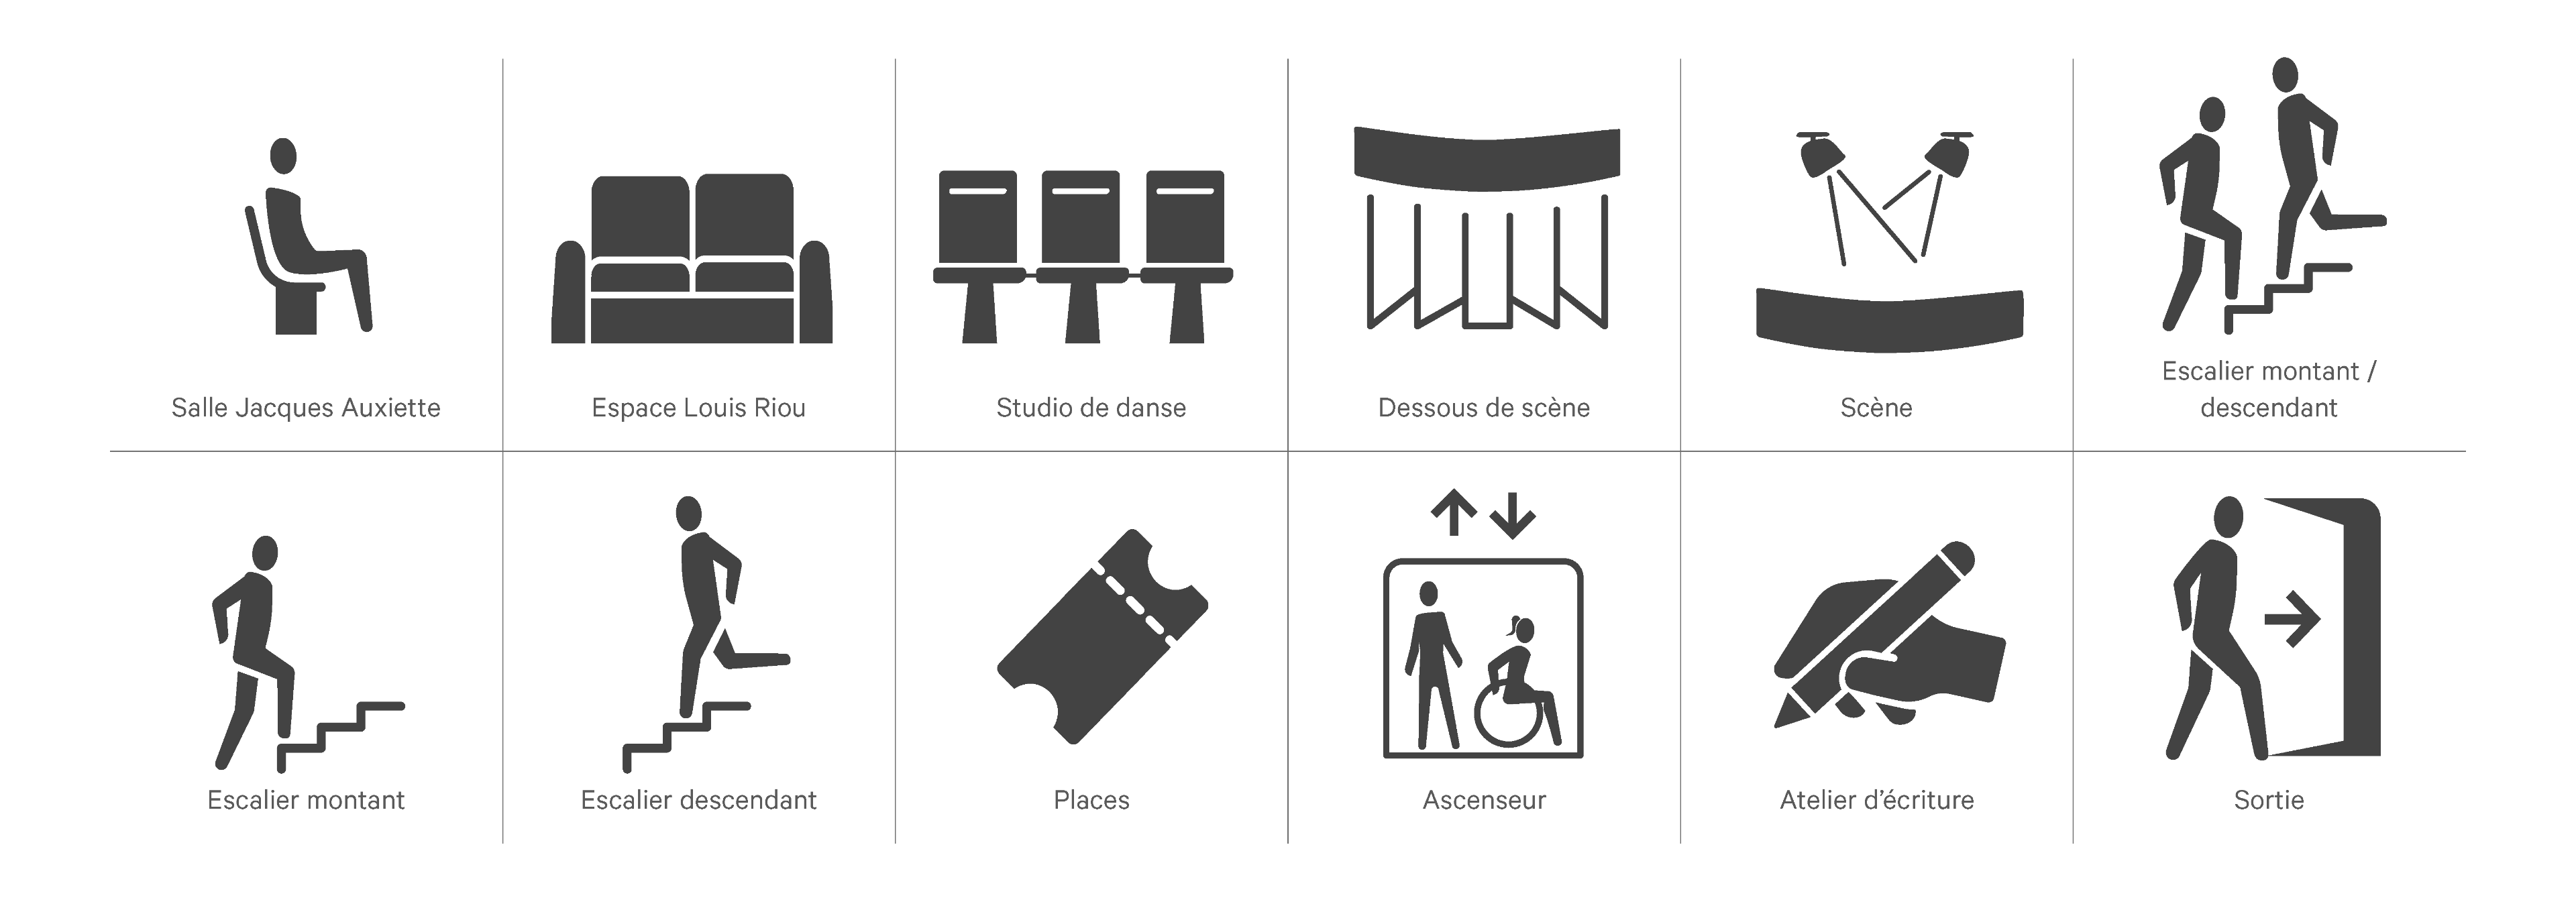 Salle Jacques Auxiette
Espace Louis Riou
Studio de danse
Dessous de scène
Scène
Escalier montant /
descendant
Escalier montant
Escalier descendant
Places
Ascenseur
Atelier d’écriture
Sortie